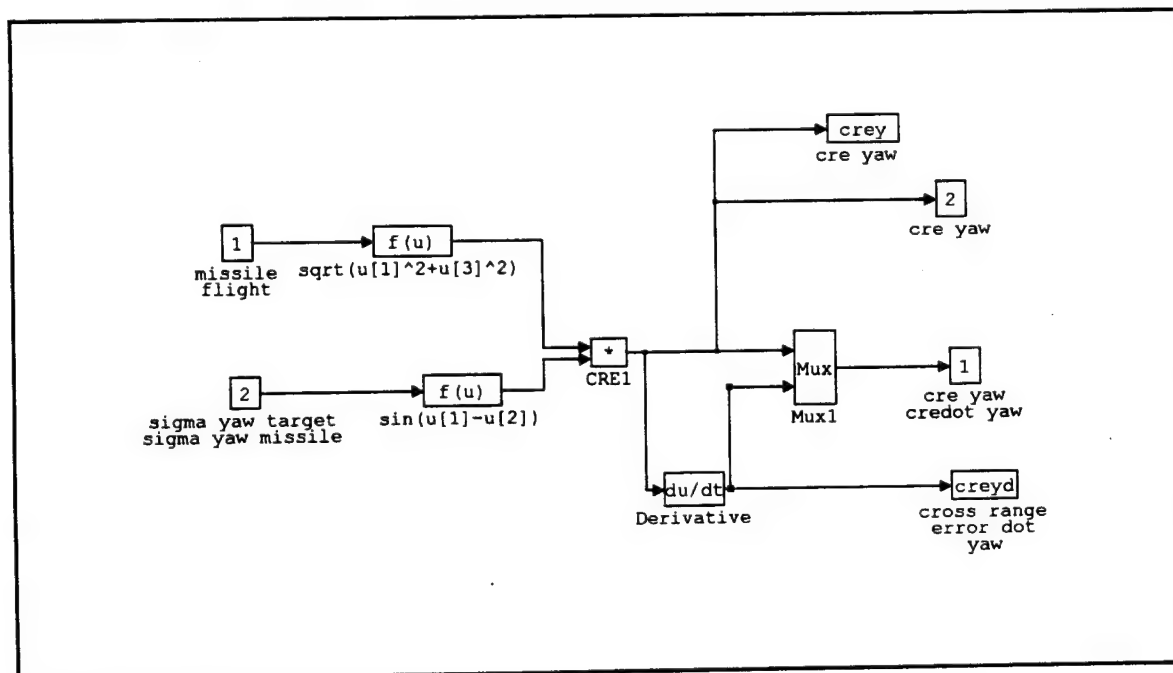 crey
cre yaw
2
cre yaw
1
missile
flight
f(u)
sqrt(u[1]^2+u[3]^2)
*
CRE1
2
sigma yaw target
sigma yaw missile
f(u)
sin(u[1]-u[2])
Mux
Mux1
1
cre yaw
credot yaw
du/dt
Derivative
creyd
cross range
error dot
yaw